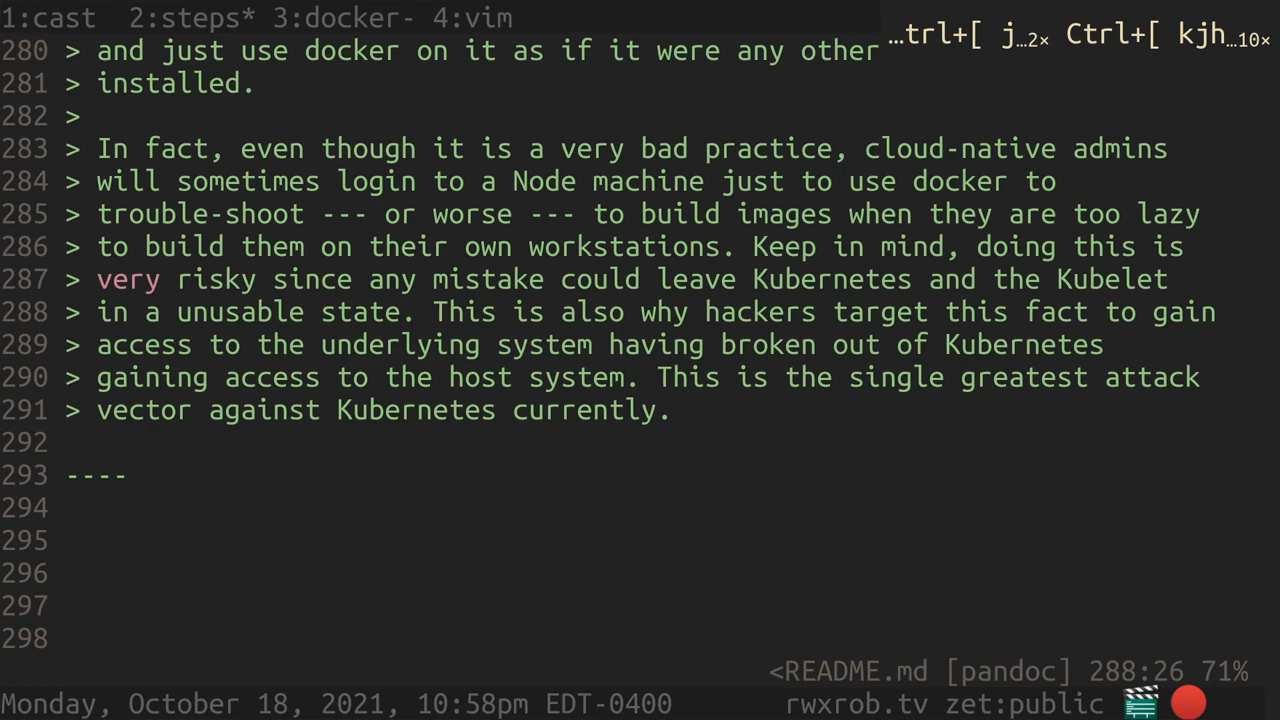 1:cast  2:steps* 3:docker- 4:vim
…trl+[ j…2× Ctrl+[ kjh…10×
280 > and just use docker on it as if it were any other
281 > installed.
282 >
283 > In fact, even though it is a very bad practice, cloud-native admins
284 > will sometimes login to a Node machine just to use docker to
285 > trouble-shoot --- or worse --- to build images when they are too lazy
286 > to build them on their own workstations. Keep in mind, doing this is
287 > very risky since any mistake could leave Kubernetes and the Kubelet
288 > in a unusable state. This is also why hackers target this fact to gain
289 > access to the underlying system having broken out of Kubernetes
290 > gaining access to the host system. This is the single greatest attack
291 > vector against Kubernetes currently.
292
293 ----
294
295
296
297
298
<README.md [pandoc] 288:26 71%
Monday, October 18, 2021, 10:58pm EDT-0400 rwxrob.tv zet:public